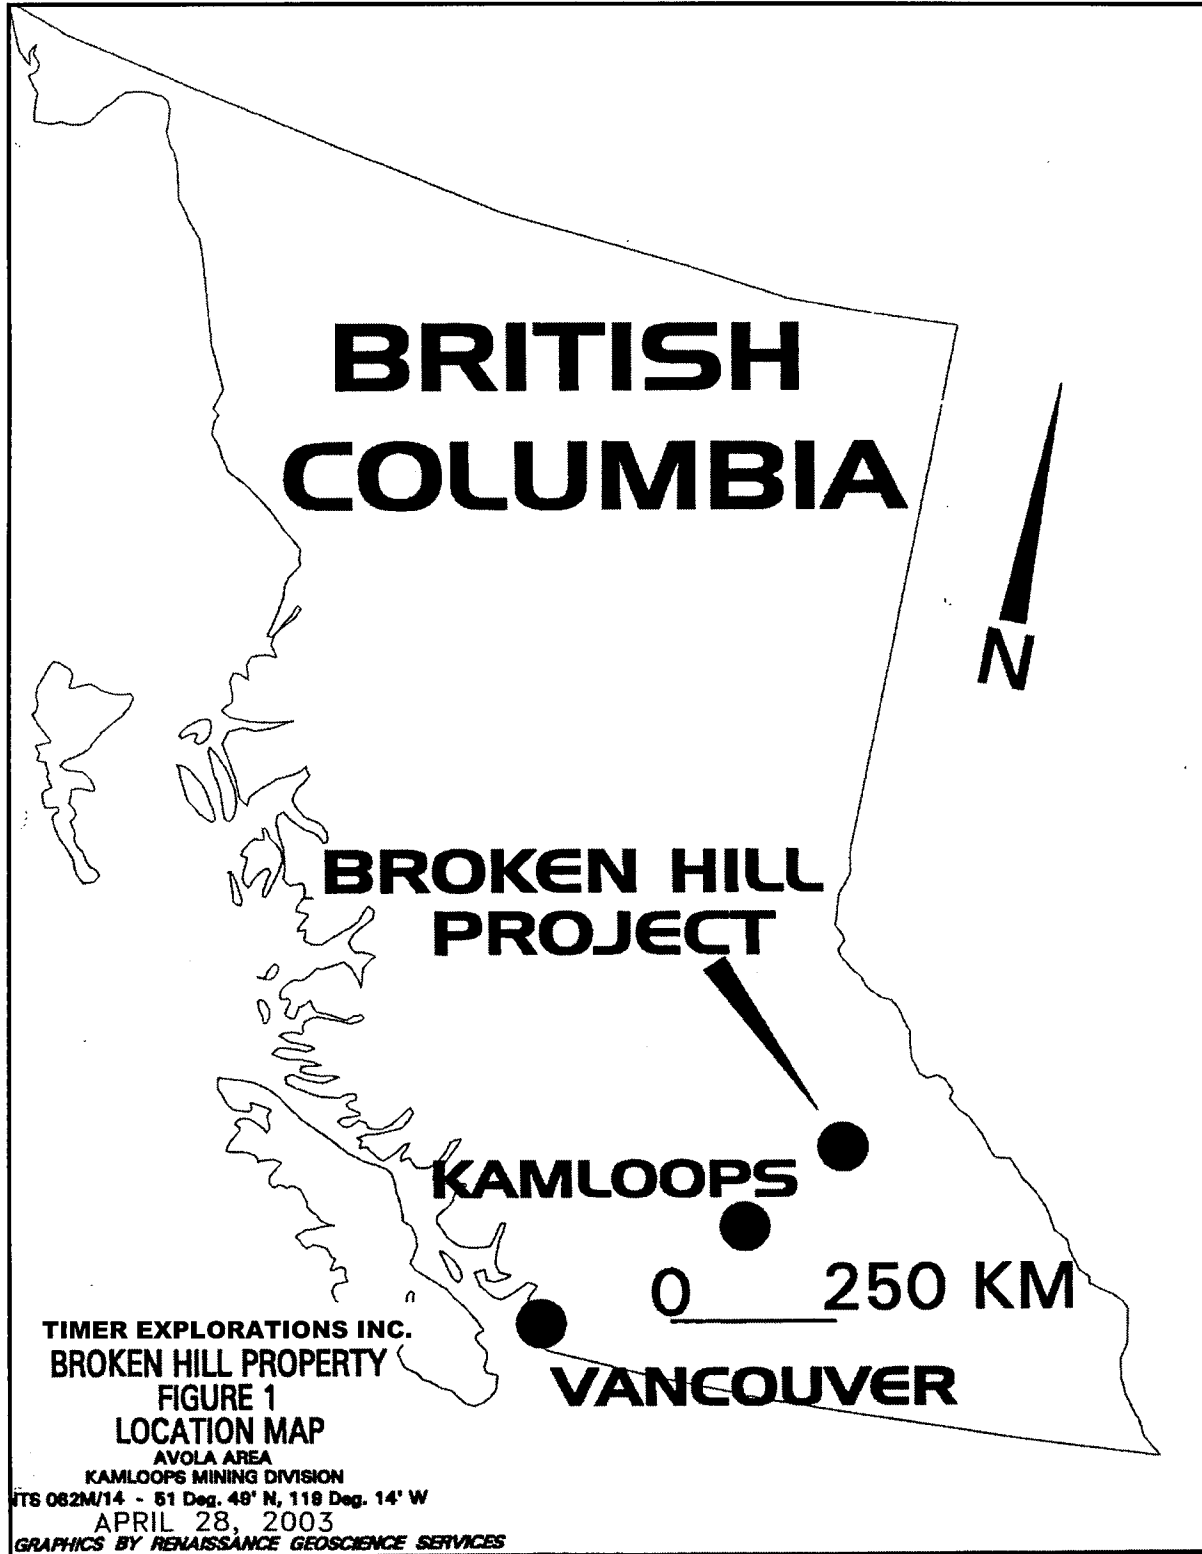 BRITISH
COLUMBIA
N
BROKEN HILL
PROJECT
KAMLOOPS
0 250 KM
VANCOUVER
TIMER EXPLORATIONS INC.
BROKEN HILL PROPERTY
FIGURE 1
LOCATION MAP
AVOLA AREA
KAMLOOPS MINING DIVISION
NTS 082M/14 - 51 Deg. 49' N, 119 Deg. 14' W
APRIL 28, 2003
GRAPHICS BY RENAISSANCE GEOSCIENCE SERVICES